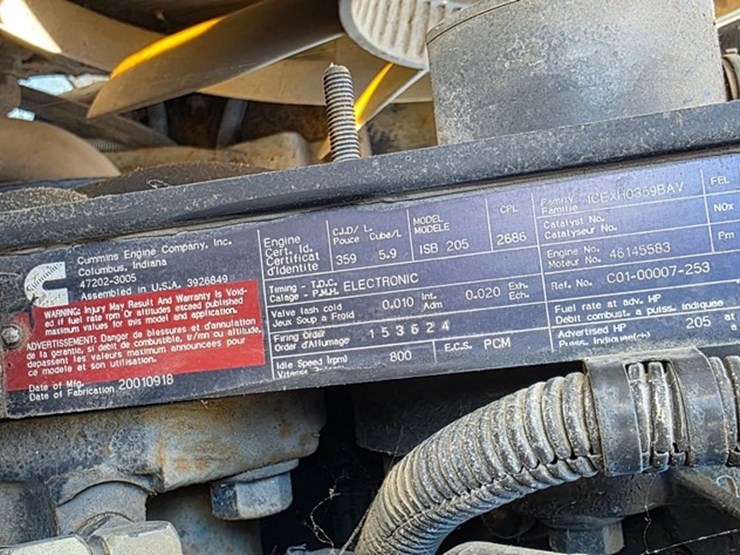 Cummins
Cummins Engine Company, Inc.
Columbus, Indiana
47202-3005
Assembled in U.S.A. 3926849
WARNING: Injury May Result And Warranty Is Void-
ed if fuel rate rpm Or altitudes exceed published
maximum values for this model and application.
ADVERTISSEMENT: Danger de blessures et d'annulation
de la garantie, si debit de combustible, tr/mn ou altitude,
depassent les valeurs maximum annoncees pour
ce modele et son utilisation.
Date of Mfg.
Date of Fabrication 20010918
Engine
Cert. Id.
Certificat
d'Identite
C.I.D/ L.
Pouce Cube/L
359 5.9
MODEL
MODELE
ISB 205
CPL
2686
Family
Famille 1CEXH0359BAV
Catalyst No.
Catalyseur No.
Engine No.
Moteur No. 46145583
Ref. No. C01-00007-253
FEL
NOx
Pm
Timing - T.D.C.
Calage - P.M.H. ELECTRONIC
Valve lash cold
Jeux Soup a Froid 0.010 Int. Adm 0.020 Exh. Ech.
Firing Order
Order d'Allumage 1 5 3 6 2 4
Idle Speed (rpm)
Vitesse 800 E.C.S. PCM
Fuel rate at adv. HP
Debit combust. a puiss. indiquee
Advertised HP
Puiss. 205 at